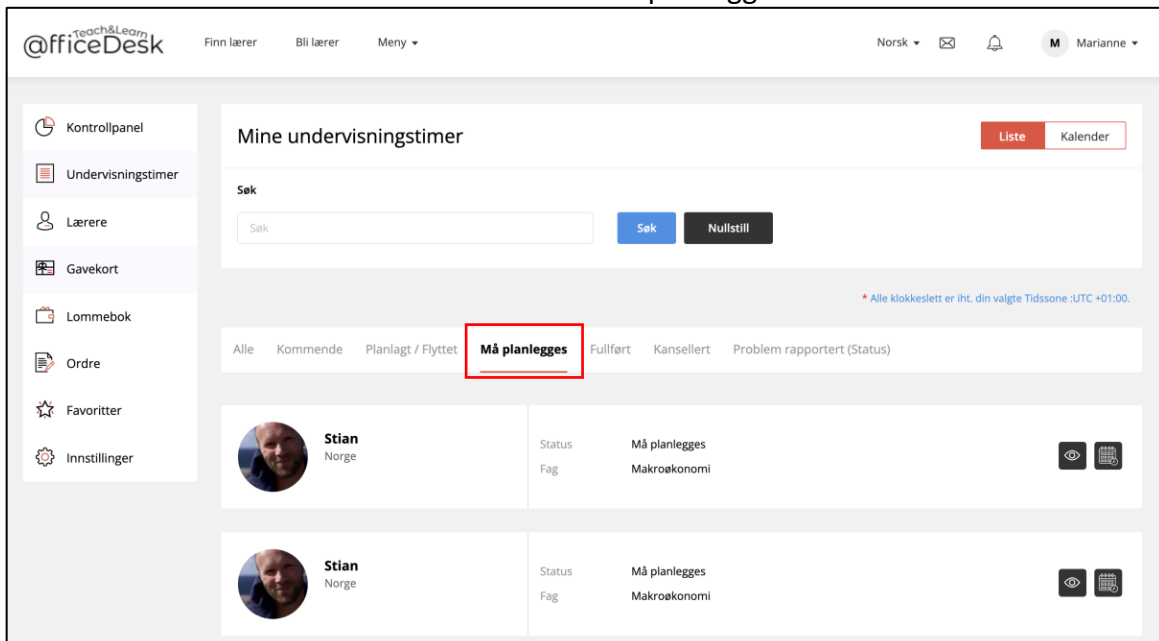 Teach&Learn
@fficeDesk Finn lærer Bli lærer Meny Norsk M Marianne
Kontrollpanel
Undervisningstimer
Lærere
Gavekort
Lommebok
Ordre
Favoritter
Innstillinger
Mine undervisningstimer Liste Kalender
Søk
Søk Søk Nullstill
* Alle klokkeslett er iht. din valgte Tidssone :UTC +01:00.
Alle Kommende Planlagt / Flyttet Må planlegges Fullført Kansellert Problem rapportert (Status)
Stian
Norge
Status Må planlegges
Fag Makroøkonomi
Stian
Norge
Status Må planlegges
Fag Makroøkonomi